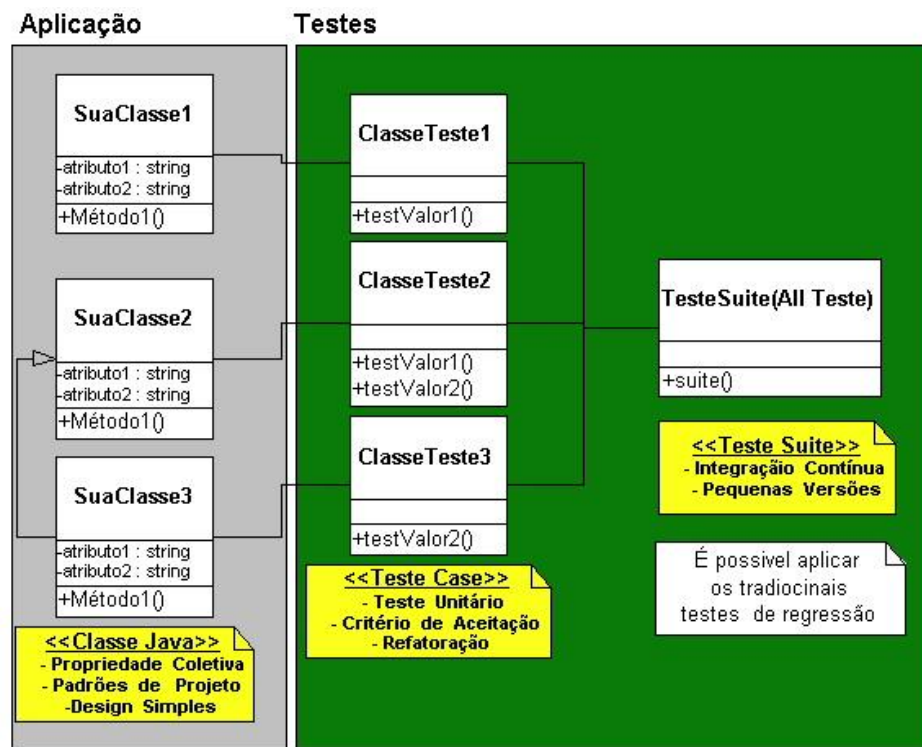 Aplicação
Testes
SuaClasse1
-atributo1 : string
-atributo2 : string
+Método1()
SuaClasse2
-atributo1 : string
-atributo2 : string
+Método1()
SuaClasse3
-atributo1 : string
-atributo2 : string
+Método1()
<<Classe Java>>
- Propriedade Coletiva
- Padrões de Projeto
-Design Simples
ClasseTeste1
+testValor1()
ClasseTeste2
+testValor1()
+testValor2()
ClasseTeste3
+testValor2()
<<Teste Case>>
- Teste Unitário
- Critério de Aceitação
- Refatoração
TesteSuite(All Teste)
+suite()
<<Teste Suite>>
- Integraçãio Contínua
- Pequenas Versões
É possivel aplicar
os tradiocinais
testes de regressão